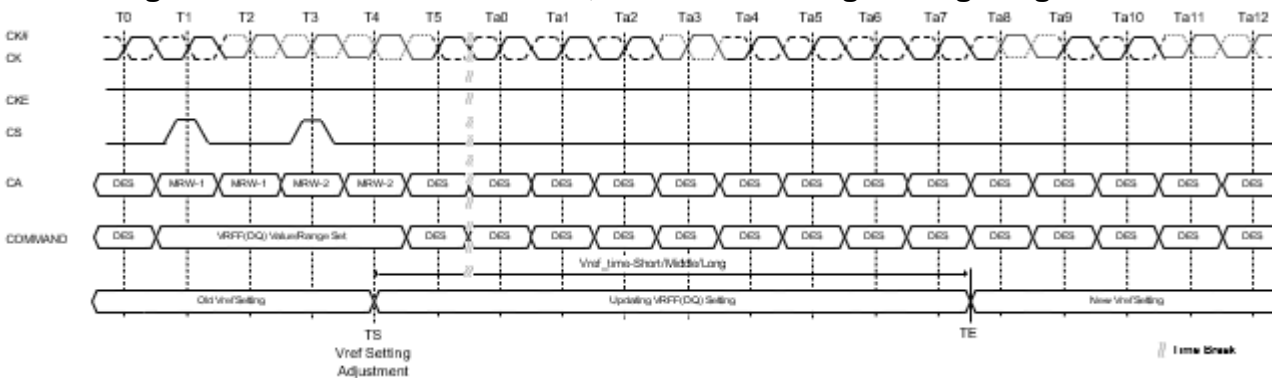 T0 T1 T2 T3 T4 T5 Ta0 Ta1 Ta2 Ta3 Ta4 Ta5 Ta6 Ta7 Ta8 Ta9 Ta10 Ta11 Ta12
CK#
CK
CKE
CS
CA DES MRW-1 MRW-1 MRW-2 MRW-2 DES DES DES DES DES DES DES DES DES DES DES DES DES DES
COMMAND DES VRFF(DQ) Value/Range Set DES DES DES DES DES DES DES DES DES DES DES DES DES DES
Vref_time-Short/Middle/Long
Old Vref Setting Updating VRFF(DQ) Setting New Vref Setting
TS TE
Vref Setting
Adjustment
Time Break